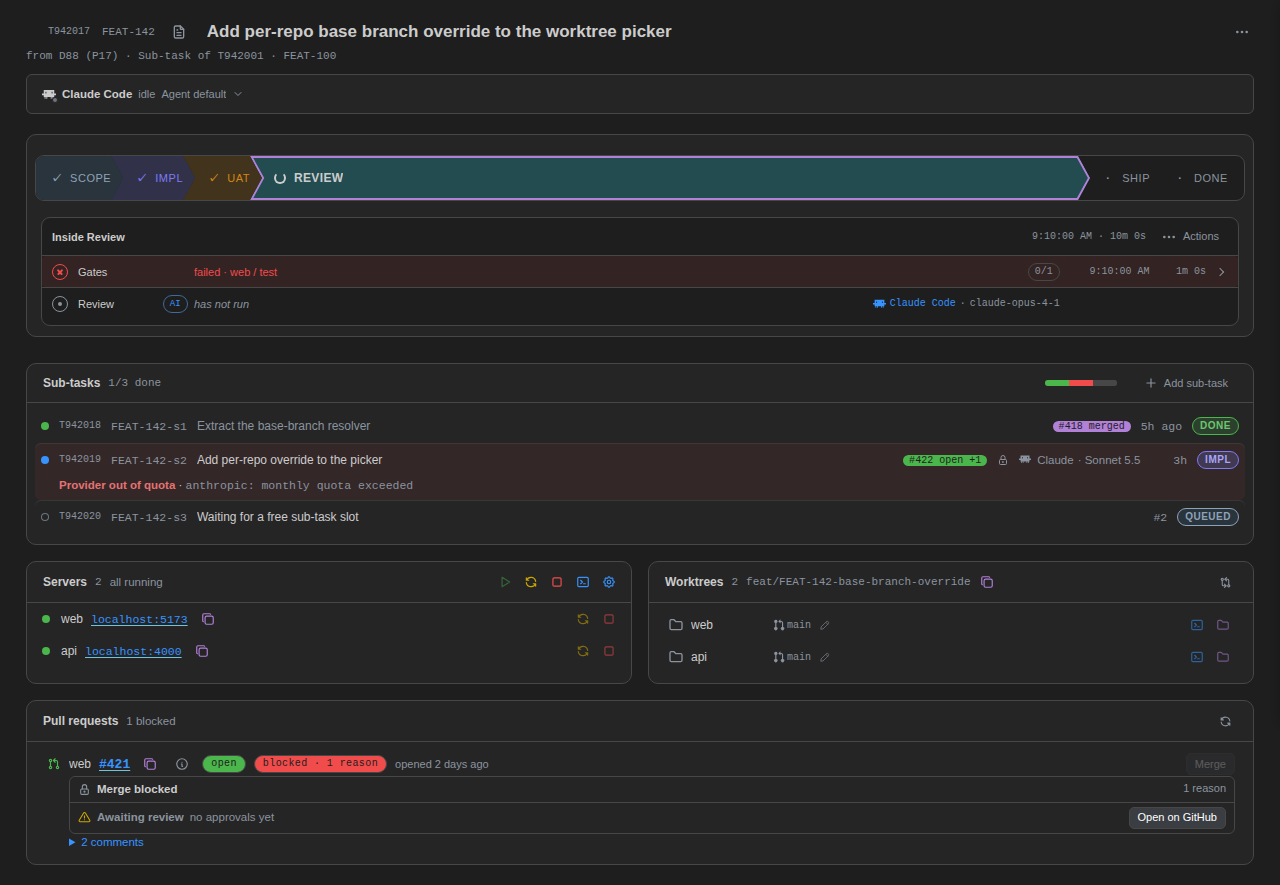 T942017 FEAT-142 Add per-repo base branch override to the worktree picker
from D88 (P17) · Sub-task of T942001 · FEAT-100
Claude Code idle Agent default
SCOPE IMPL UAT REVIEW SHIP DONE
Inside Review 9:10:00 AM · 10m 0s Actions
Gates failed · web / test 0/1 9:10:00 AM 1m 0s
Review AI has not run Claude Code · claude-opus-4-1
Sub-tasks 1/3 done Add sub-task
T942018 FEAT-142-s1 Extract the base-branch resolver #418 merged 5h ago DONE
T942019 FEAT-142-s2 Add per-repo override to the picker #422 open +1 Claude · Sonnet 5.5 3h IMPL
Provider out of quota · anthropic: monthly quota exceeded
T942020 FEAT-142-s3 Waiting for a free sub-task slot #2 QUEUED
Servers 2 all running
web localhost:5173
api localhost:4000
Worktrees 2 feat/FEAT-142-base-branch-override
web main
api main
Pull requests 1 blocked
web #421 open blocked · 1 reason opened 2 days ago Merge
Merge blocked 1 reason
Awaiting review no approvals yet Open on GitHub
2 comments